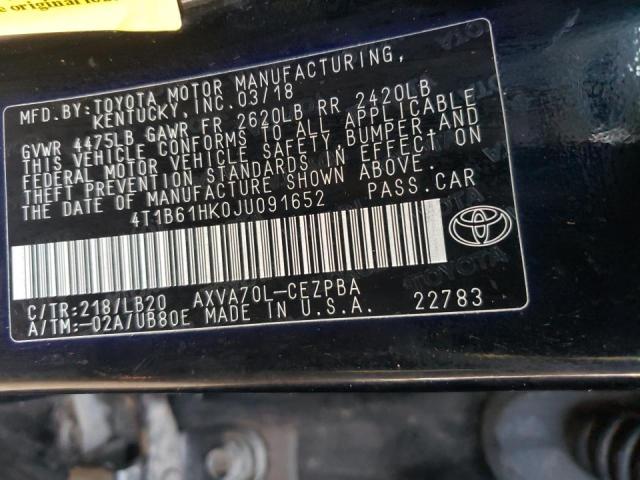 e original
MFD.BY:TOYOTA MOTOR MANUFACTURING,
KENTUCKY, INC.03/18
GVWR 4475LB GAWR FR 2620LB RR 2420LB
THIS VEHICLE CONFORMS TO ALL APPLICABLE
FEDERAL MOTOR VEHICLE SAFETY,BUMPER,AND
THEFT PREVENTION STANDARDS IN EFFECT ON
THE DATE OF MANUFACTURE SHOWN ABOVE.
4T1B61HK0JU091652 PASS.CAR
C/TR:218/LB20 AXVA70L-CEZPBA
A/TM:-02A/UB80E MADE IN U.S.A. 22783
TOYOTA